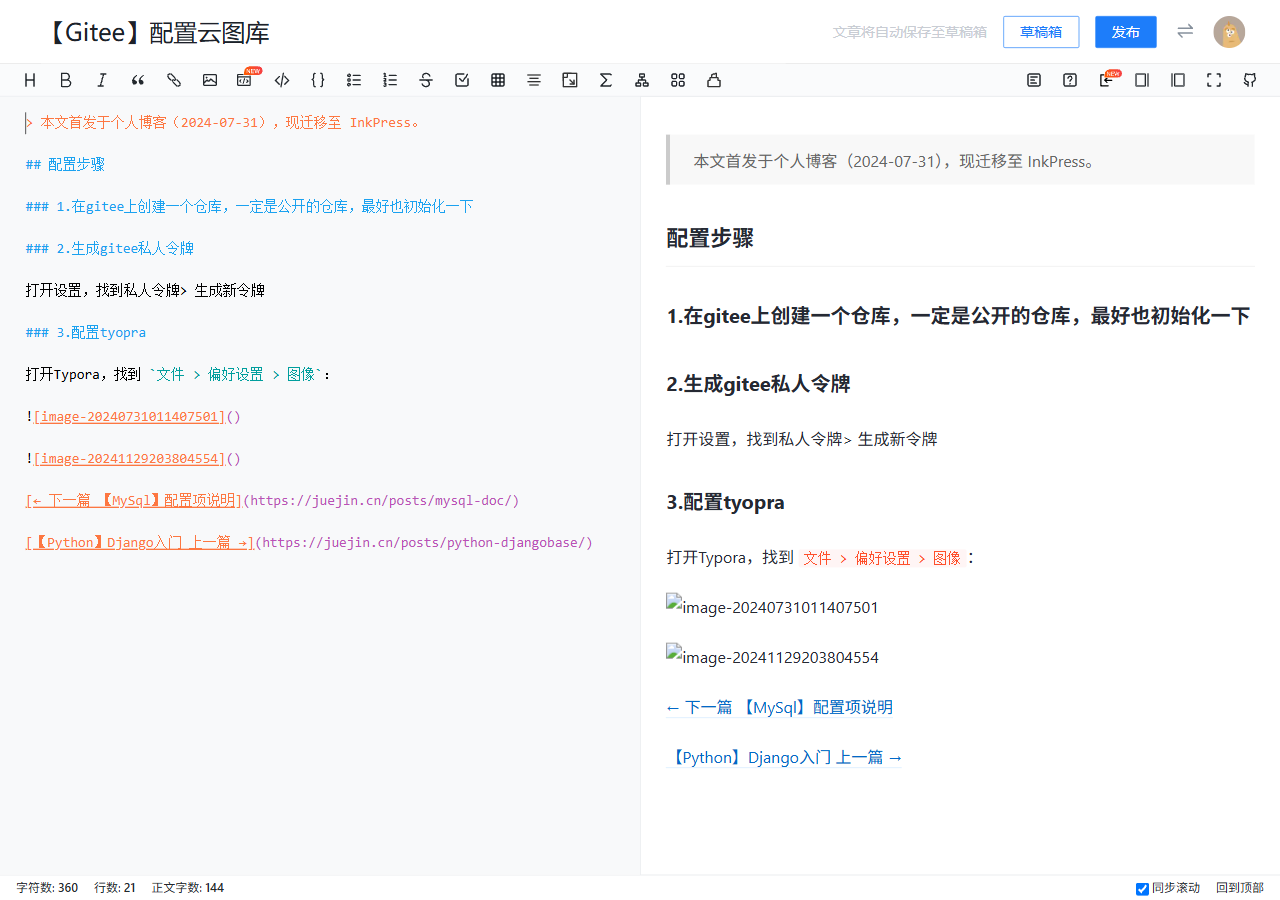 【Gitee】配置云图库
文章将自动保存至草稿箱
草稿箱
发布
NEW
NEW
> 本文首发于个人博客（2024-07-31），现迁移至 InkPress。
## 配置步骤
### 1.在gitee上创建一个仓库，一定是公开的仓库，最好也初始化一下
### 2.生成gitee私人令牌
打开设置，找到私人令牌> 生成新令牌
### 3.配置tyopra
打开Typora，找到 `文件 > 偏好设置 > 图像`：
![image-20240731011407501]()
![image-20241129203804554]()
[← 下一篇 【MySql】配置项说明](https://juejin.cn/posts/mysql-doc/)
[【Python】Django入门 上一篇 →](https://juejin.cn/posts/python-djangobase/)
本文首发于个人博客（2024-07-31），现迁移至 InkPress。
配置步骤
1.在gitee上创建一个仓库，一定是公开的仓库，最好也初始化一下
2.生成gitee私人令牌
打开设置，找到私人令牌> 生成新令牌
3.配置tyopra
打开Typora，找到 文件 > 偏好设置 > 图像：
image-20240731011407501
image-20241129203804554
← 下一篇 【MySql】配置项说明
【Python】Django入门 上一篇 →
字符数: 360 行数: 21 正文字数: 144
同步滚动 回到顶部